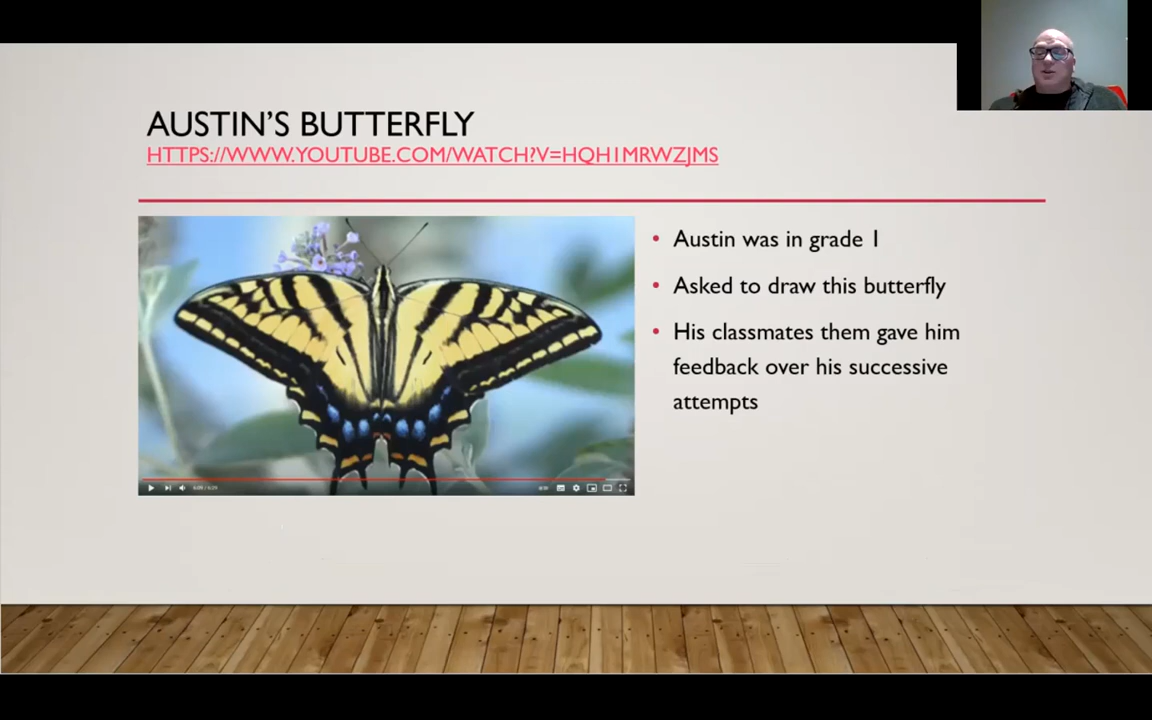 AUSTIN'S BUTTERFLY
HTTPS://WWW.YOUTUBE.COM/WATCH?V=HQH1MRWZJMS
• Austin was in grade 1
• Asked to draw this butterfly
• His classmates them gave him
feedback over his successive
attempts